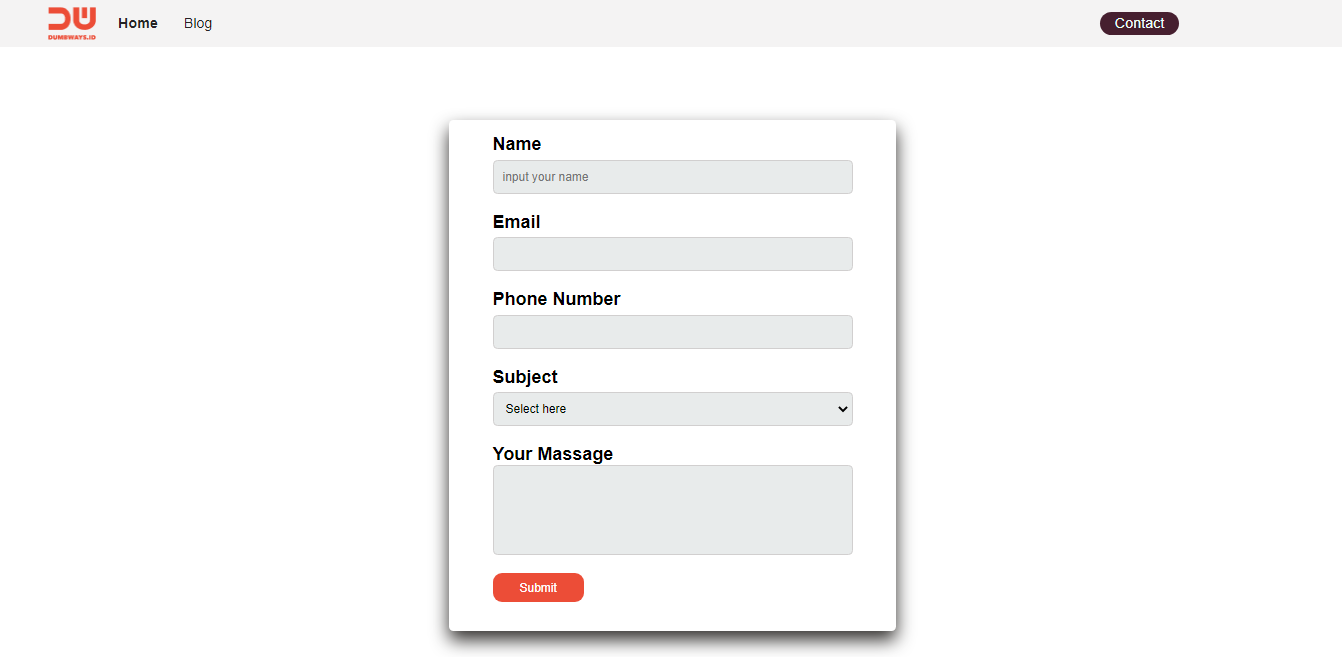 DW
DUMBWAYS.ID
Home
Blog
Contact
Name
input your name
Email
Phone Number
Subject
Select here
Your Massage
Submit